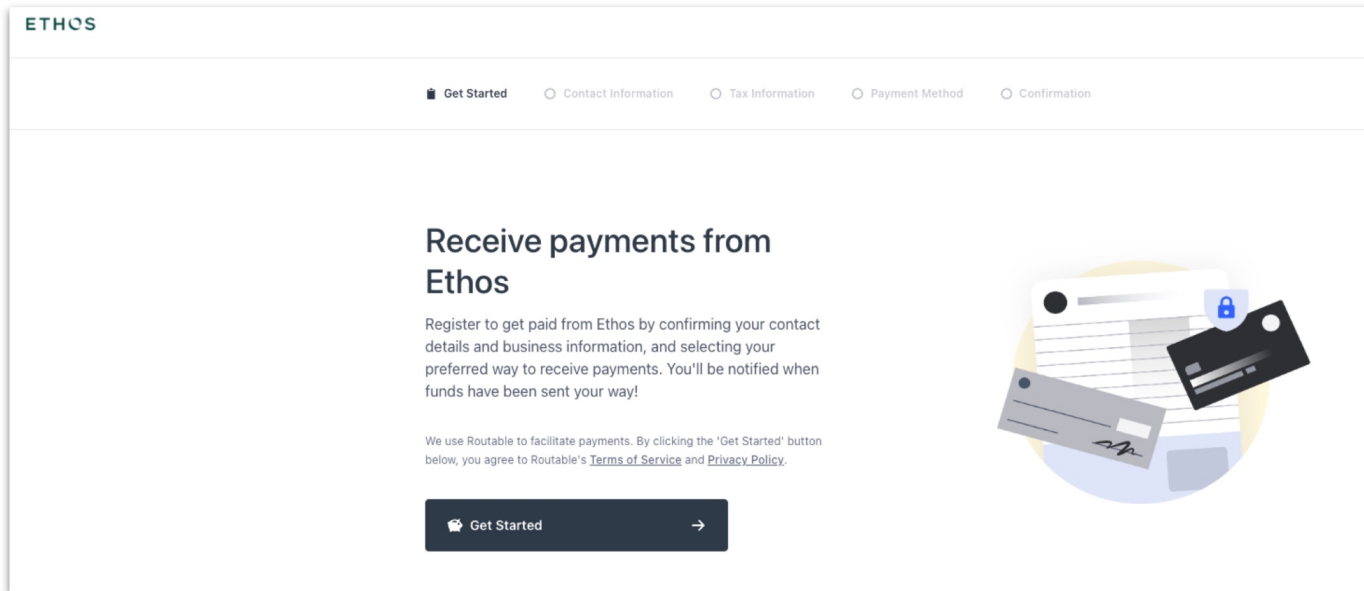 ETHOS
Get Started
Contact Information
Tax Information
Payment Method
Confirmation
Receive payments from
Ethos
Register to get paid from Ethos by confirming your contact
details and business information, and selecting your
preferred way to receive payments. You'll be notified when
funds have been sent your way!
We use Routable to facilitate payments. By clicking the 'Get Started' button
below, you agree to Routable's Terms of Service and Privacy Policy.
Get Started